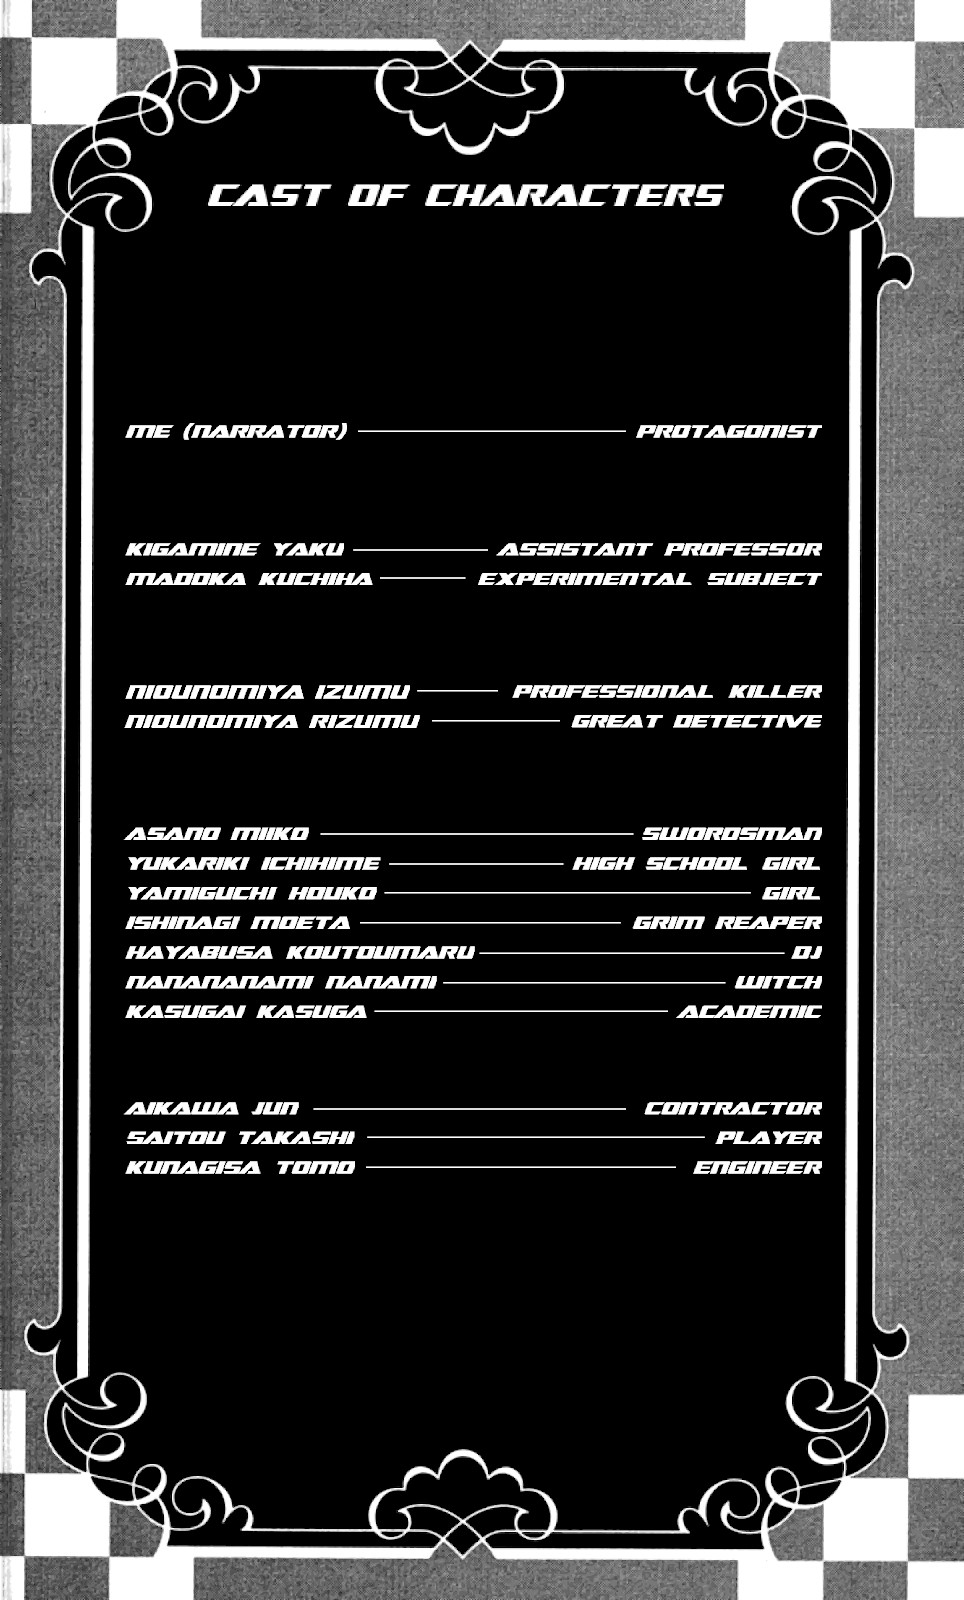 CAST OF CHARACTERS
ME (NARRATOR) PROTAGONIST
KIGAMINE YAKU ASSISTANT PROFESSOR
MADOKA KUCHIHA EXPERIMENTAL SUBJECT
NIOUNOMIYA IZUMU PROFESSIONAL KILLER
NIOUNOMIYA RIZUMU GREAT DETECTIVE
ASANO MIIKO SWORDSMAN
YUKARIKI ICHIHIME HIGH SCHOOL GIRL
YAMIGUCHI HOUKO GIRL
ISHINAGI MOETA GRIM REAPER
HAYABUSA KOUTOUMARU DJ
NANANANAMI NANAMI WITCH
KASUGAI KASUGA ACADEMIC
AIKAWA JUN CONTRACTOR
SAITOU TAKASHI PLAYER
KUNAGISA TOMO ENGINEER